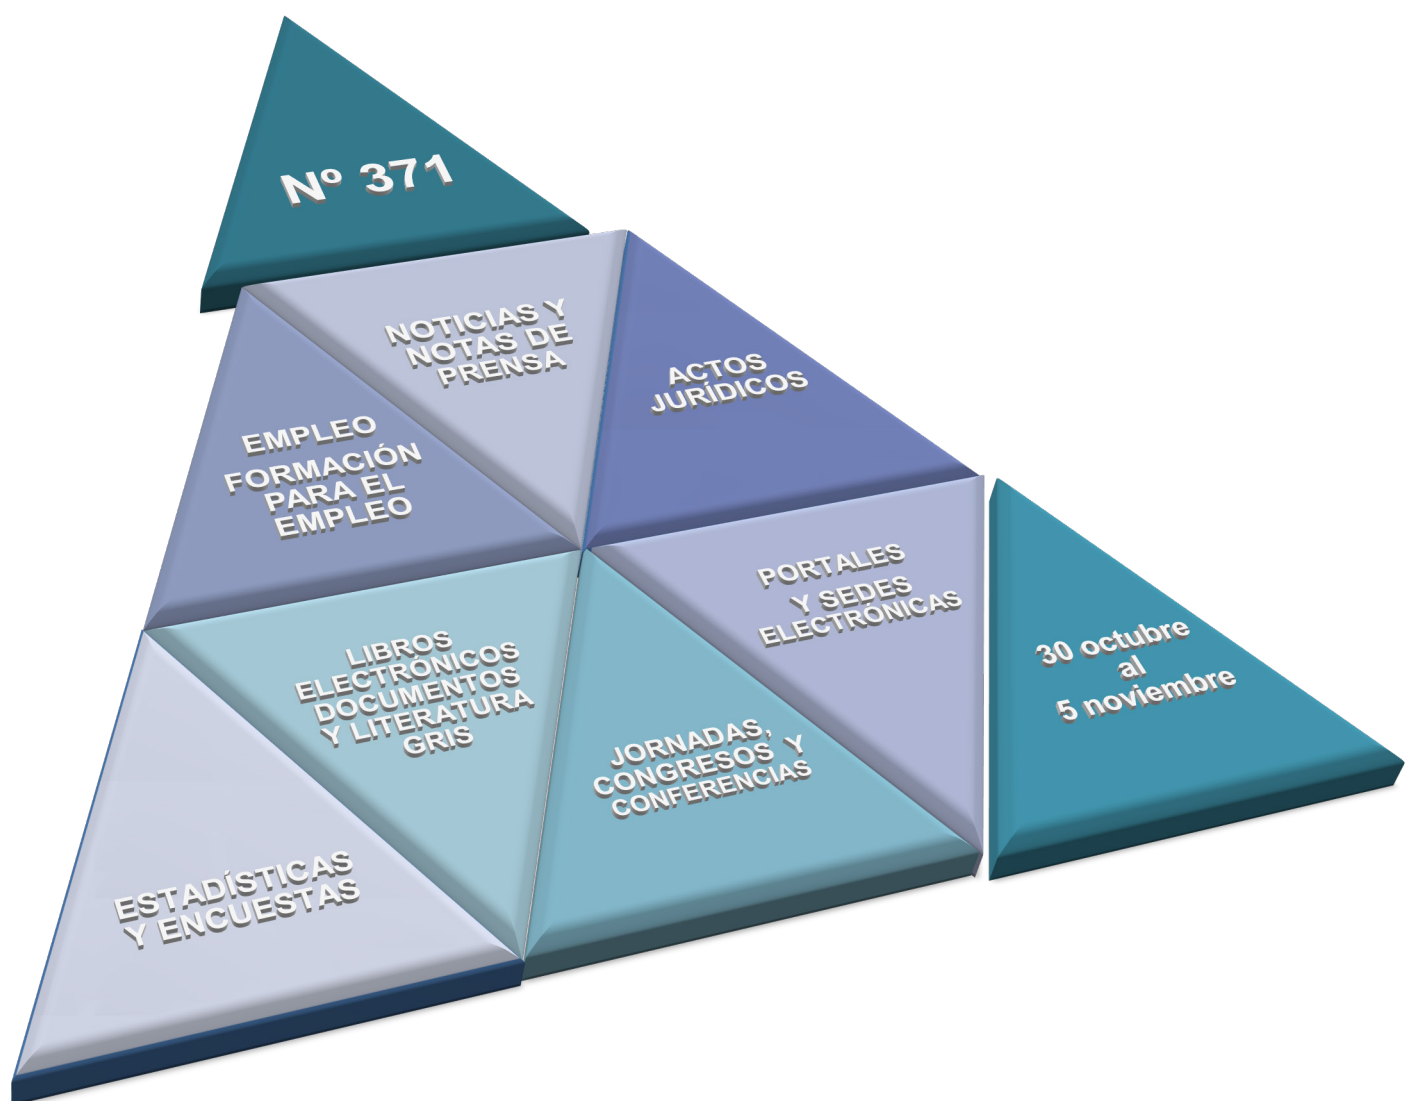 Nº 371
NOTICIAS Y
NOTAS DE
PRENSA
ACTOS
JURÍDICOS
EMPLEO
FORMACIÓN
PARA EL
EMPLEO
PORTALES
Y SEDES
ELECTRÓNICAS
30 octubre
al
5 noviembre
LIBROS
ELECTRÓNICOS
DOCUMENTOS
Y LITERATURA
GRIS
JORNADAS,
CONGRESOS Y
CONFERENCIAS
ESTADÍSTICAS
Y ENCUESTAS